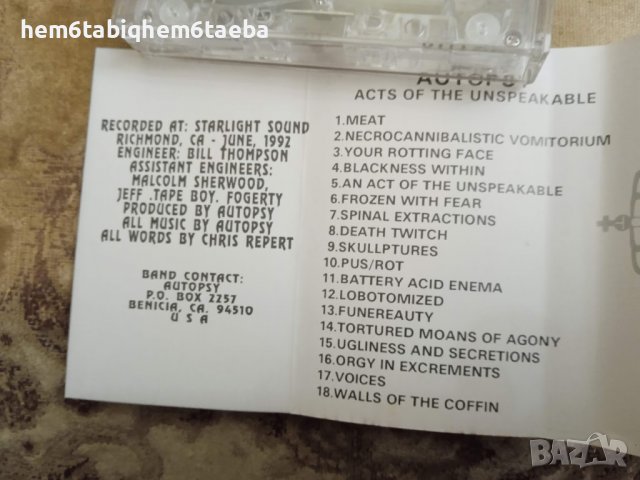 hem6tabiqhem6taeba
RECORDED AT: STARLIGHT SOUND
RICHMOND, CA - JUNE, 1992
ENGINEER: BILL THOMPSON
ASSISTANT ENGINEERS:
MALCOLM SHERWOOD,
JEFF .TAPE BOY. FOGERTY
PRODUCED BY AUTOPSY
ALL MUSIC BY AUTOPSY
ALL WORDS BY CHRIS REPERT
BAND CONTACT:
AUTOPSY
P.O. BOX 2257
BENICIA, CA. 94510
U S A
AUTOPSY
ACTS OF THE UNSPEAKABLE
1.MEAT
2.NECROCANNIBALISTIC VOMITORIUM
3.YOUR ROTTING FACE
4.BLACKNESS WITHIN
5.AN ACT OF THE UNSPEAKABLE
6.FROZEN WITH FEAR
7.SPINAL EXTRACTIONS
8.DEATH TWITCH
9.SKULLPTURES
10.PUS/ROT
11.BATTERY ACID ENEMA
12.LOBOTOMIZED
13.FUNEREAUTY
14.TORTURED MOANS OF AGONY
15.UGLINESS AND SECRETIONS
16.ORGY IN EXCREMENTS
17.VOICES
18.WALLS OF THE COFFIN
BAZAR